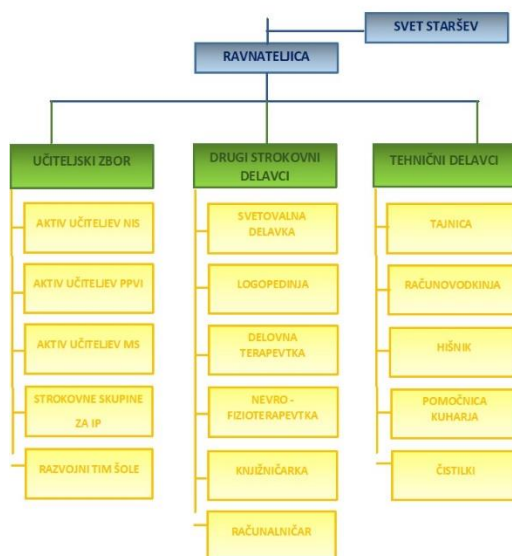 SVET STARŠEV
RAVNATELJICA
UČITELJSKI ZBOR
AKTIV UČITELJEV NIS
AKTIV UČITELJEV PPVI
AKTIV UČITELJEV MS
STROKOVNE SKUPINE
ZA IP
RAZVOJNI TIM ŠOLE
DRUGI STROKOVNI
DELAVCI
SVETOVALNA
DELAVKA
LOGOPEDINJA
DELOVNA
TERAPEVTKA
NEVRO -
FIZIOTERAPEVTKA
KNJIŽNIČARKA
RAČUNALNIČAR
TEHNIČNI DELAVCI
TAJNICA
RAČUNOVODKINJA
HIŠNIK
POMOČNICA
KUHARJA
ČISTILKI